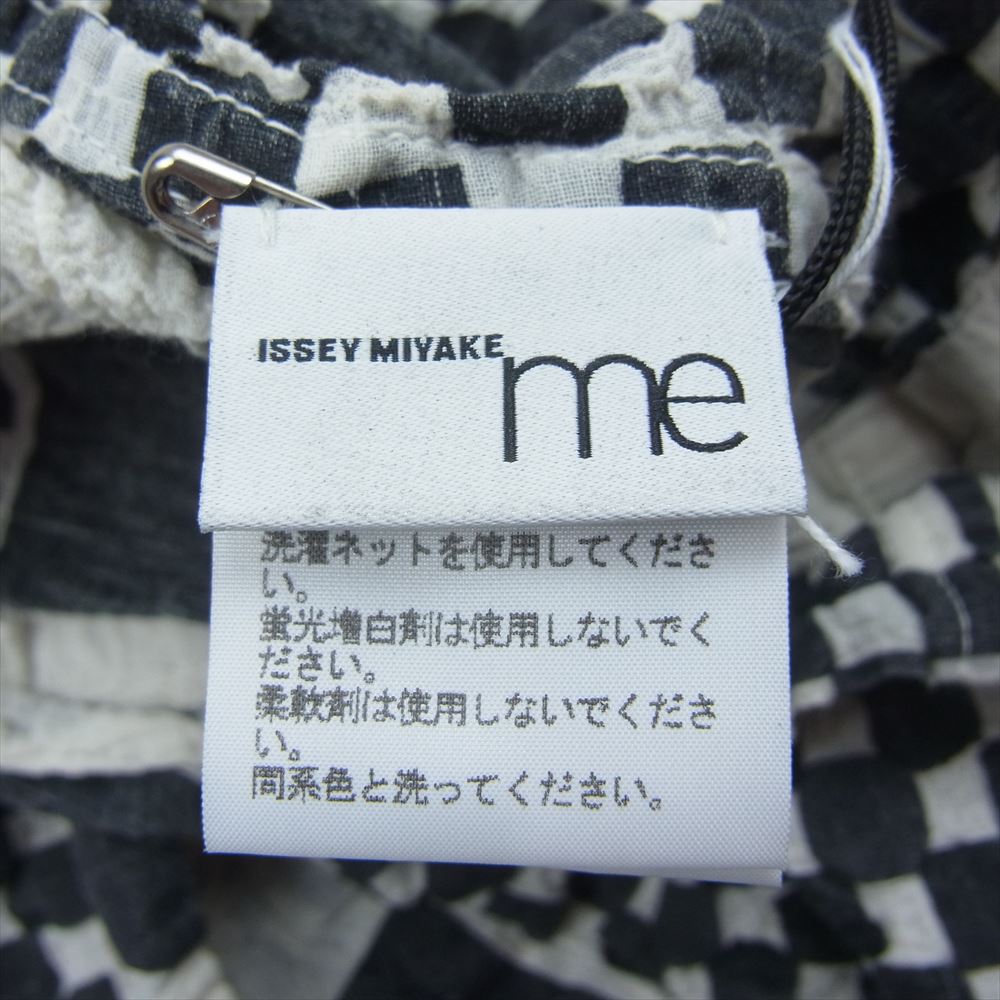 ISSEY MIYAKE me
洗濯ネットを使用してくださ
い。
蛍光増白剤は使用しないでく
ださい。
柔軟剤は使用しないでくださ
い。
同系色と洗ってください。